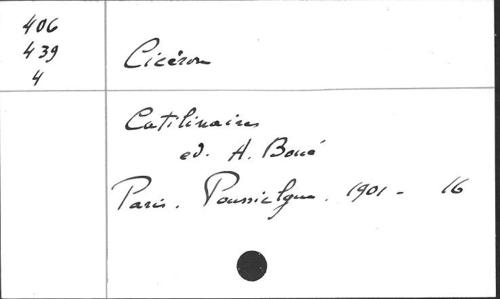 406
439
4
Cicéron
Catilinaires
ed. A. Boué
Paris. Poussielgue. 1901 - 16